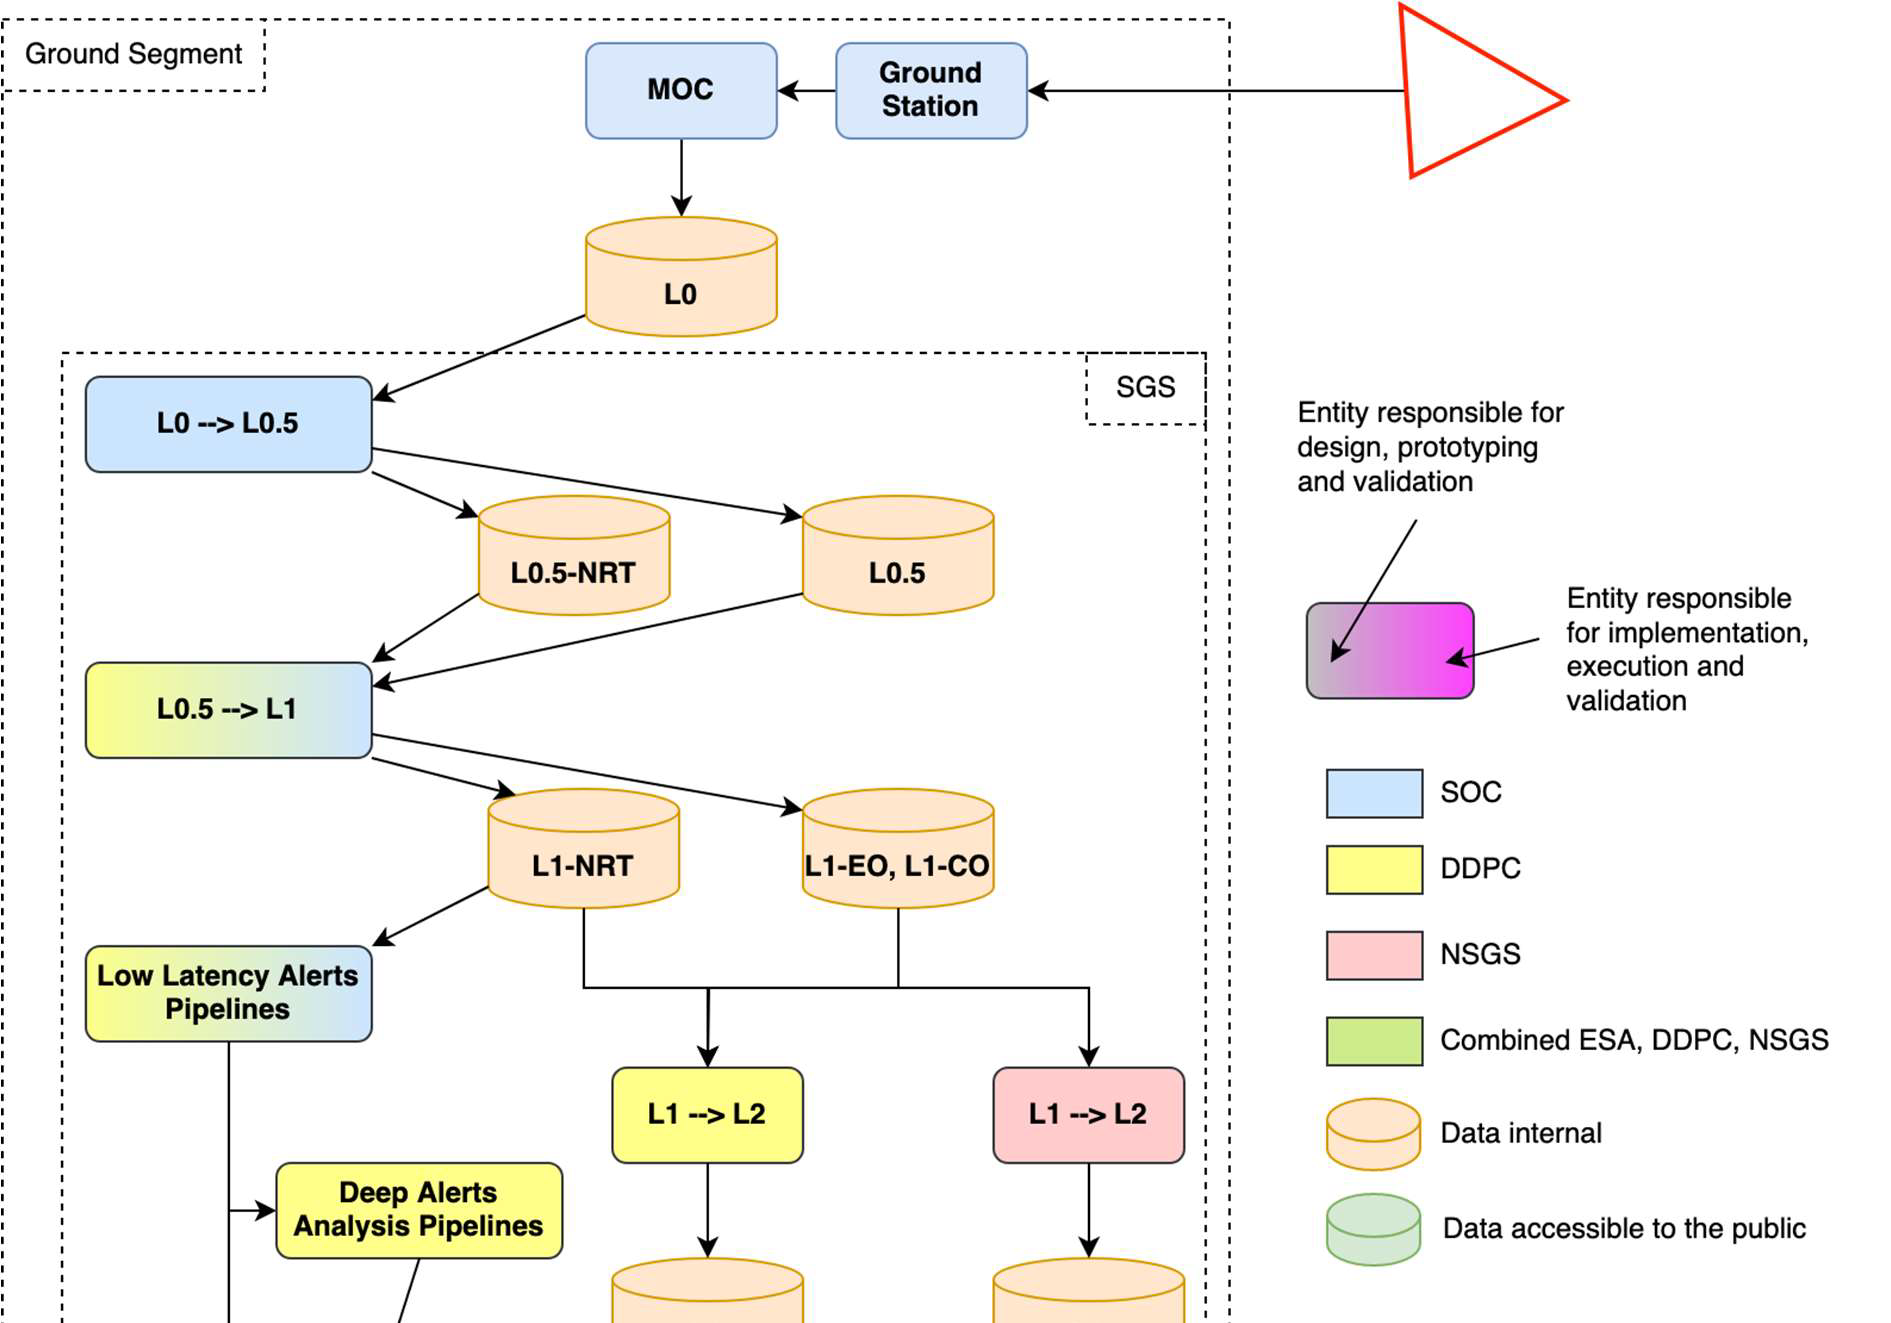 Ground Segment
MOC
Ground
Station
L0
SGS
L0 --> L0.5
L0.5-NRT
L0.5
L0.5 --> L1
L1-NRT
L1-EO, L1-CO
Low Latency Alerts
Pipelines
L1 --> L2
L1 --> L2
Deep Alerts
Analysis Pipelines
Entity responsible for
design, prototyping
and validation
Entity responsible
for implementation,
execution and
validation
SOC
DDPC
NSGS
Combined ESA, DDPC, NSGS
Data internal
Data accessible to the public